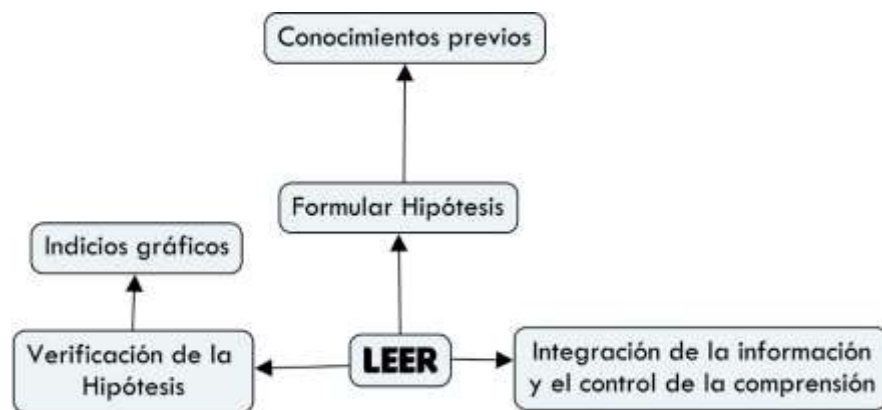 Conocimientos previos
Formular Hipótesis
Indicios gráficos
Verificación de la
Hipótesis
LEER
Integración de la información
y el control de la comprensión